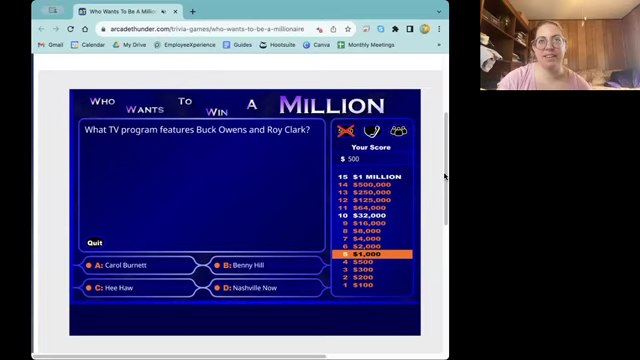 Who Wants To Be A Million
arcadethunder.com/trivia-games/who-wants-to-be-a-millionaire
Gmail
Calendar
My Drive
EmployeeXperience
Hootsuite
Canva
Monthly Meetings
WHO WANTS TO WIN A MILLION
What TV program features Buck Owens and Roy Clark?
Quit
A: Carol Burnett
B: Benny Hill
C: Hee Haw
D: Nashville Now
Your Score
$ 500
15 $1 MILLION
14 $500,000
13 $250,000
12 $125,000
11 $64,000
10 $32,000
9 $16,000
8 $8,000
7 $4,000
6 $2,000
5 $1,000
4 $500
3 $300
2 $200
1 $100